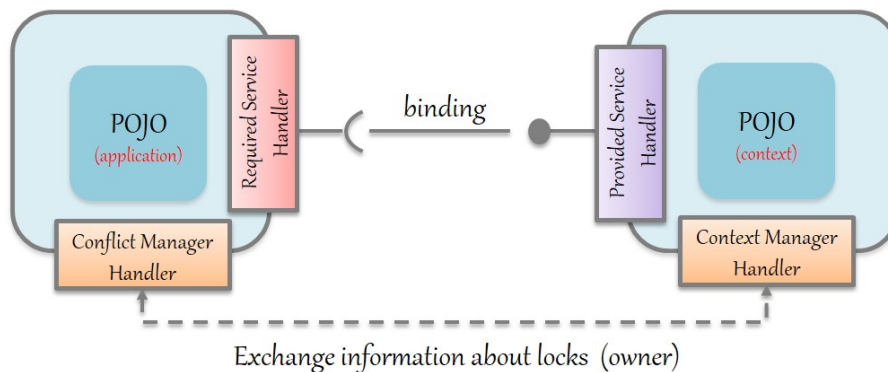 POJO
(application)
Required Service
Handler
Conflict Manager
Handler
binding
Provided Service
Handler
POJO
(context)
Context Manager
Handler
Exchange information about locks (owner)